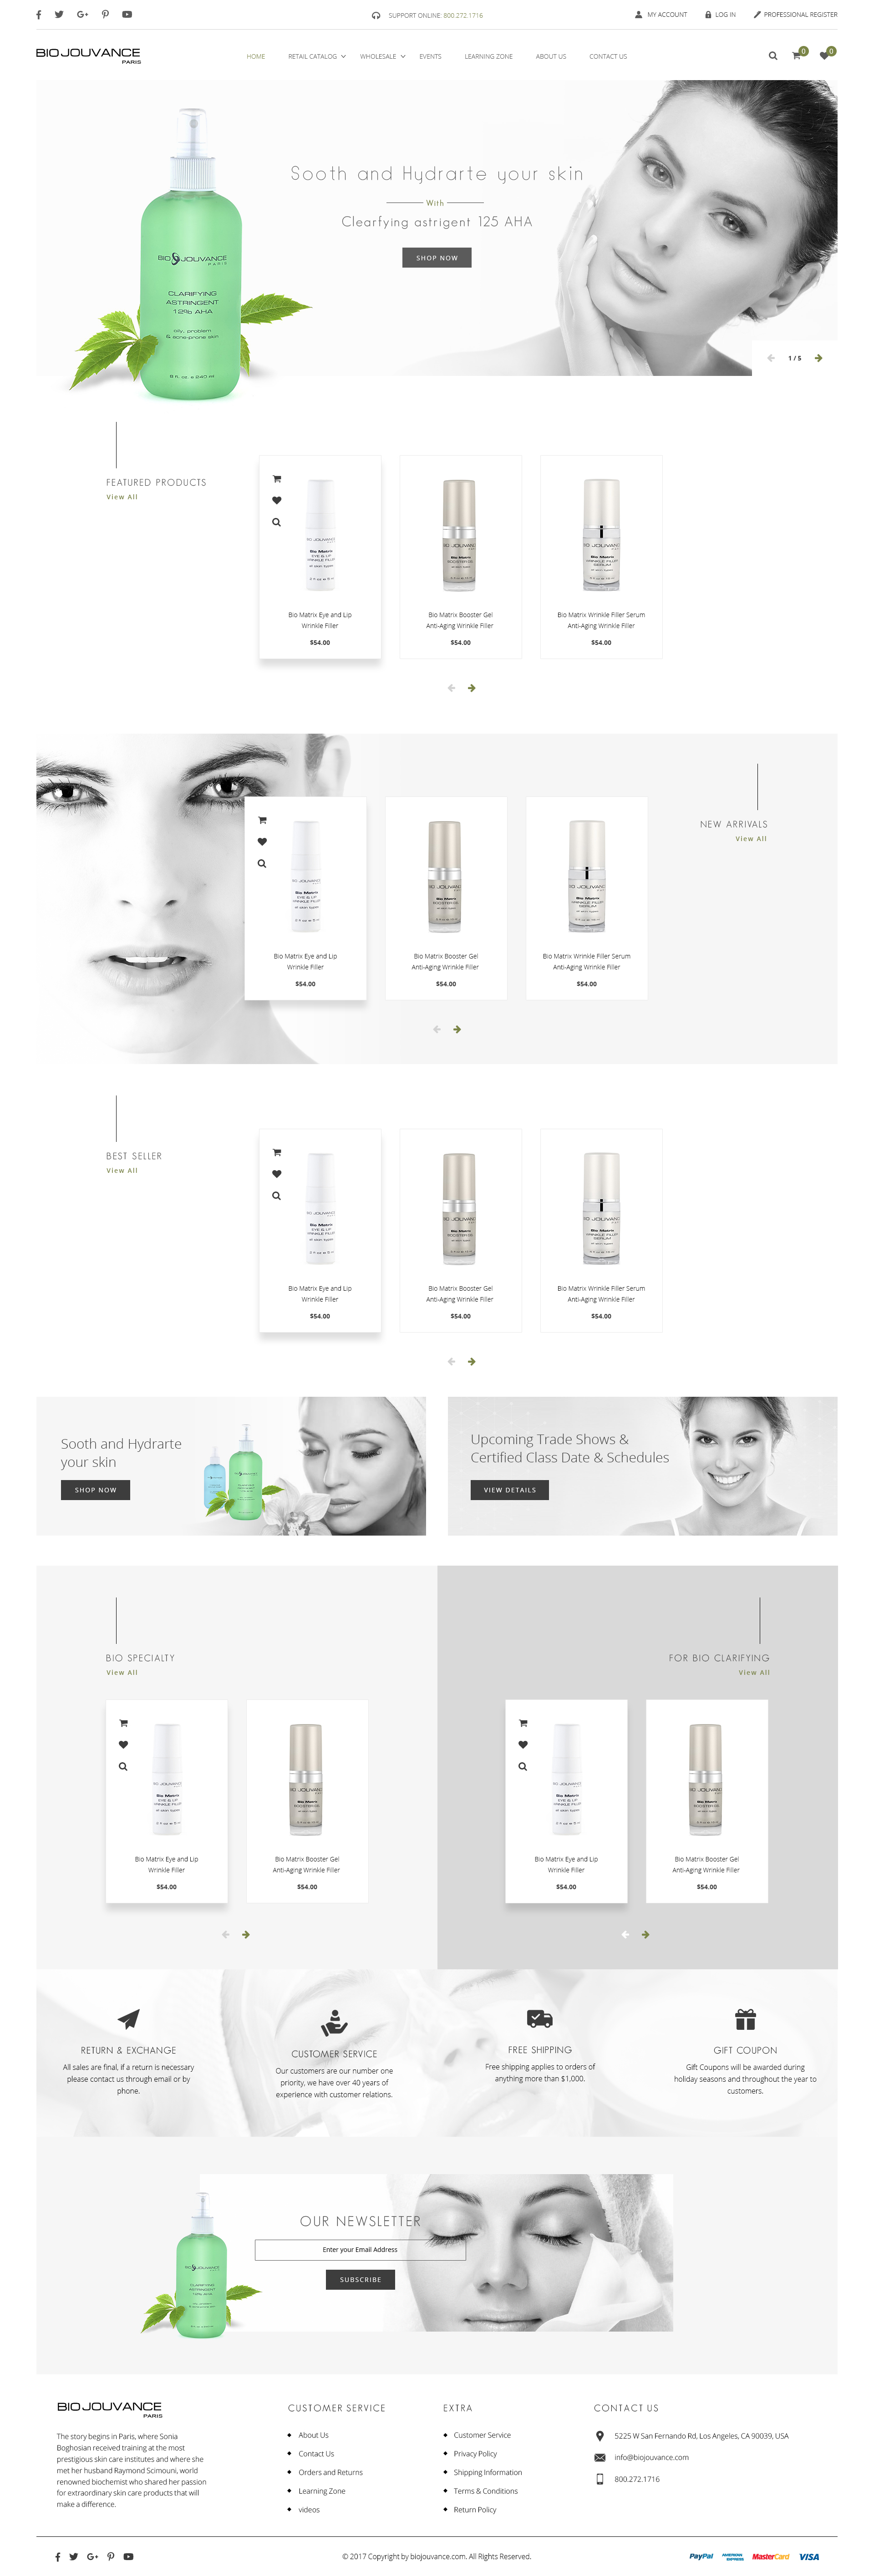 SUPPORT ONLINE: 800.272.1716
MY ACCOUNT
LOG IN
PROFESSIONAL REGISTER
BIO JOUVANCE
PARIS
HOME
RETAIL CATALOG
WHOLESALE
EVENTS
LEARNING ZONE
ABOUT US
CONTACT US
0
0
Sooth and Hydrarte your skin
With
Clearfying astrigent 125 AHA
SHOP NOW
BIO JOUVANCE
PARIS
CLARIFYING
ASTRINGENT
12% AHA
oily, problem
& acne-prone skin
8 fl. oz e 240 ml
1 / 5
FEATURED PRODUCTS
View All
Bio Matrix Eye and Lip
Wrinkle Filler
$54.00
Bio Matrix Booster Gel
Anti-Aging Wrinkle Filler
$54.00
Bio Matrix Wrinkle Filler Serum
Anti-Aging Wrinkle Filler
$54.00
NEW ARRIVALS
View All
Bio Matrix Eye and Lip
Wrinkle Filler
$54.00
Bio Matrix Booster Gel
Anti-Aging Wrinkle Filler
$54.00
Bio Matrix Wrinkle Filler Serum
Anti-Aging Wrinkle Filler
$54.00
BEST SELLER
View All
Bio Matrix Eye and Lip
Wrinkle Filler
$54.00
Bio Matrix Booster Gel
Anti-Aging Wrinkle Filler
$54.00
Bio Matrix Wrinkle Filler Serum
Anti-Aging Wrinkle Filler
$54.00
Sooth and Hydrarte
your skin
SHOP NOW
Upcoming Trade Shows &
Certified Class Date & Schedules
VIEW DETAILS
BIO SPECIALTY
View All
Bio Matrix Eye and Lip
Wrinkle Filler
$54.00
Bio Matrix Booster Gel
Anti-Aging Wrinkle Filler
$54.00
FOR BIO CLARIFYING
View All
Bio Matrix Eye and Lip
Wrinkle Filler
$54.00
Bio Matrix Booster Gel
Anti-Aging Wrinkle Filler
$54.00
RETURN & EXCHANGE
All sales are final, if a return is necessary
please contact us through email or by
phone.
CUSTOMER SERVICE
Our customers are our number one
priority, we have 40 years of
experience with customer relations.
FREE SHIPPING
Free shipping applies to orders of
anything more than $1,000.
GIFT COUPON
Gift Coupons will be awarded during
holiday seasons and throughout the year to
customers.
OUR NEWSLETTER
Enter your Email Address
SUBSCRIBE
BIO JOUVANCE
PARIS
The story begins in Paris, where Sonia
Boghosian received training at the most
prestigious skin care institutes and where she
met her husband Raymond Scimouni, world
renowned biochemist who shared her passion
for extraordinary skin care products that will
make a difference.
CUSTOMER SERVICE
About Us
Contact Us
Orders and Returns
Learning Zone
videos
EXTRA
Customer Service
Privacy Policy
Shipping Information
Terms & Conditions
Return Policy
CONTACT US
5225 W San Fernando Rd, Los Angeles, CA 90039, USA
info@biojouvance.com
800.272.1716
© 2017 Copyright by biojouvance.com. All Rights Reserved.
PayPal
AMERICAN EXPRESS
MasterCard
VISA